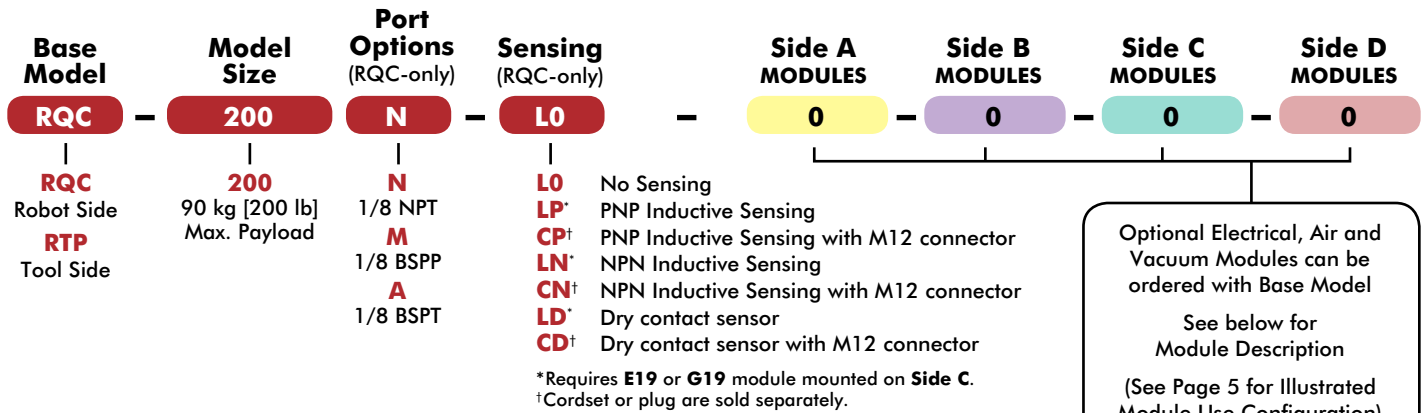 Base Model
Model Size
Port Options (RQC-only)
Sensing (RQC-only)
Side A MODULES
Side B MODULES
Side C MODULES
Side D MODULES
RQC – 200 N – L0 – 0 – 0 – 0 – 0
RQC
Robot Side
RTP
Tool Side
200
90 kg [200 lb]
Max. Payload
N
1/8 NPT
M
1/8 BSPP
A
1/8 BSPT
L0 No Sensing
LP* PNP Inductive Sensing
CP† PNP Inductive Sensing with M12 connector
LN* NPN Inductive Sensing
CN† NPN Inductive Sensing with M12 connector
LD* Dry contact sensor
CD† Dry contact sensor with M12 connector
*Requires E19 or G19 module mounted on Side C.
†Cordset or plug are sold separately.
Optional Electrical, Air and
Vacuum Modules can be
ordered with Base Model
See below for
Module Description
(See Page 5 for Illustrated
Module Use Configuration)